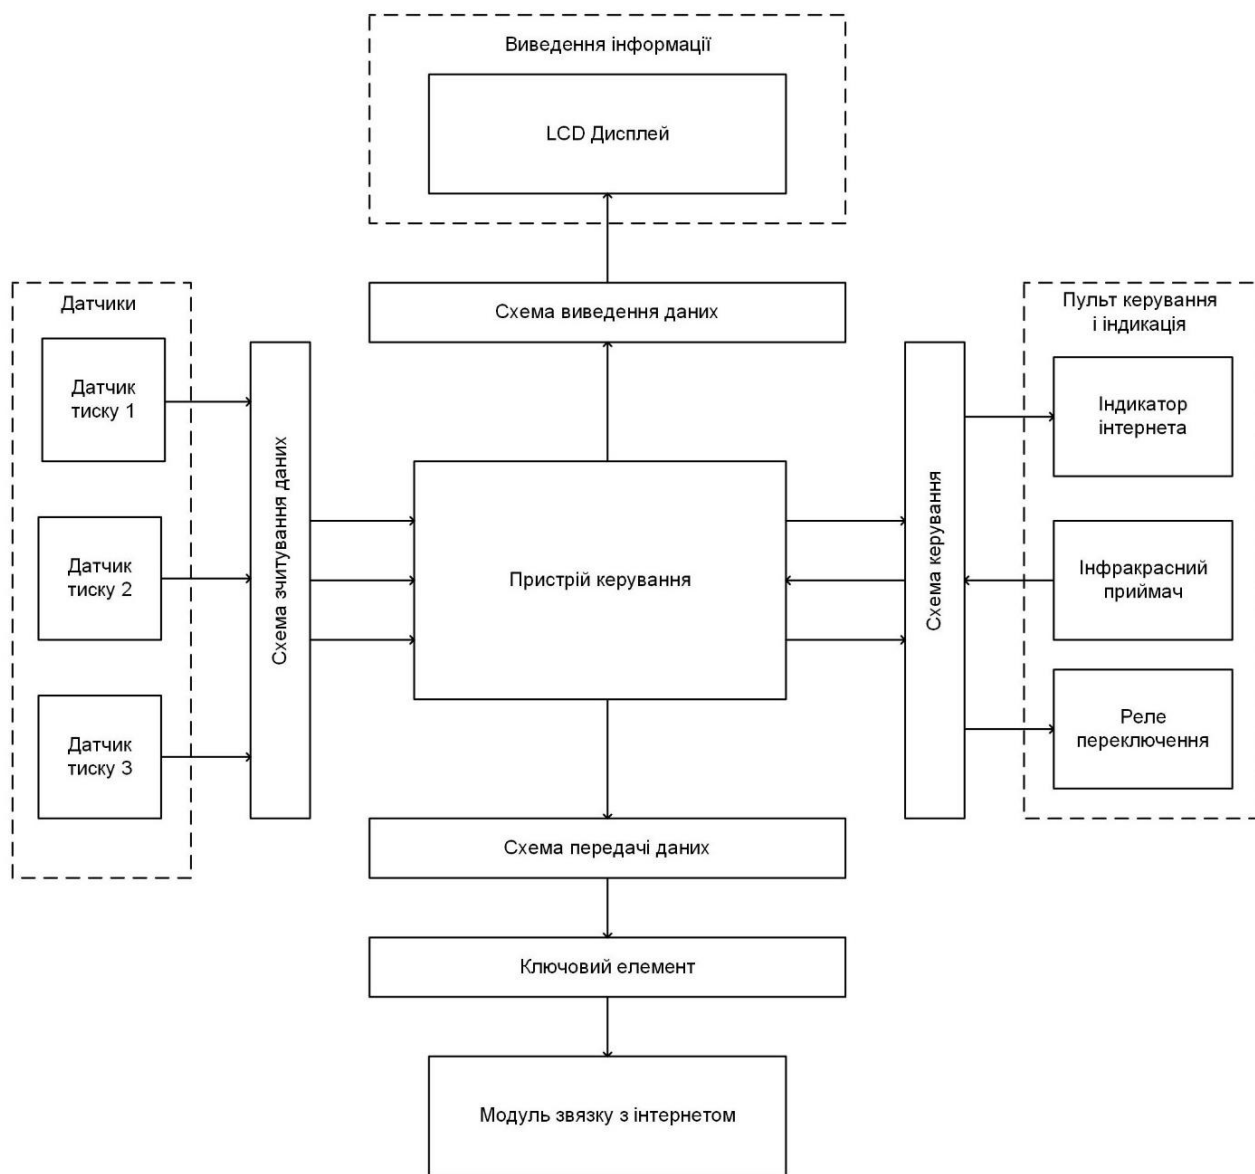 Виведення інформації
LCD Дисплей
Схема виведення даних
Датчики
Датчик
тиску 1
Датчик
тиску 2
Датчик
тиску 3
Схема зчитування даних
Пристрій керування
Схема керування
Пульт керування
і індикація
Індикатор
інтернета
Інфракрасний
приймач
Реле
переключення
Схема передачі даних
Ключовий елемент
Модуль звязку з інтернетом